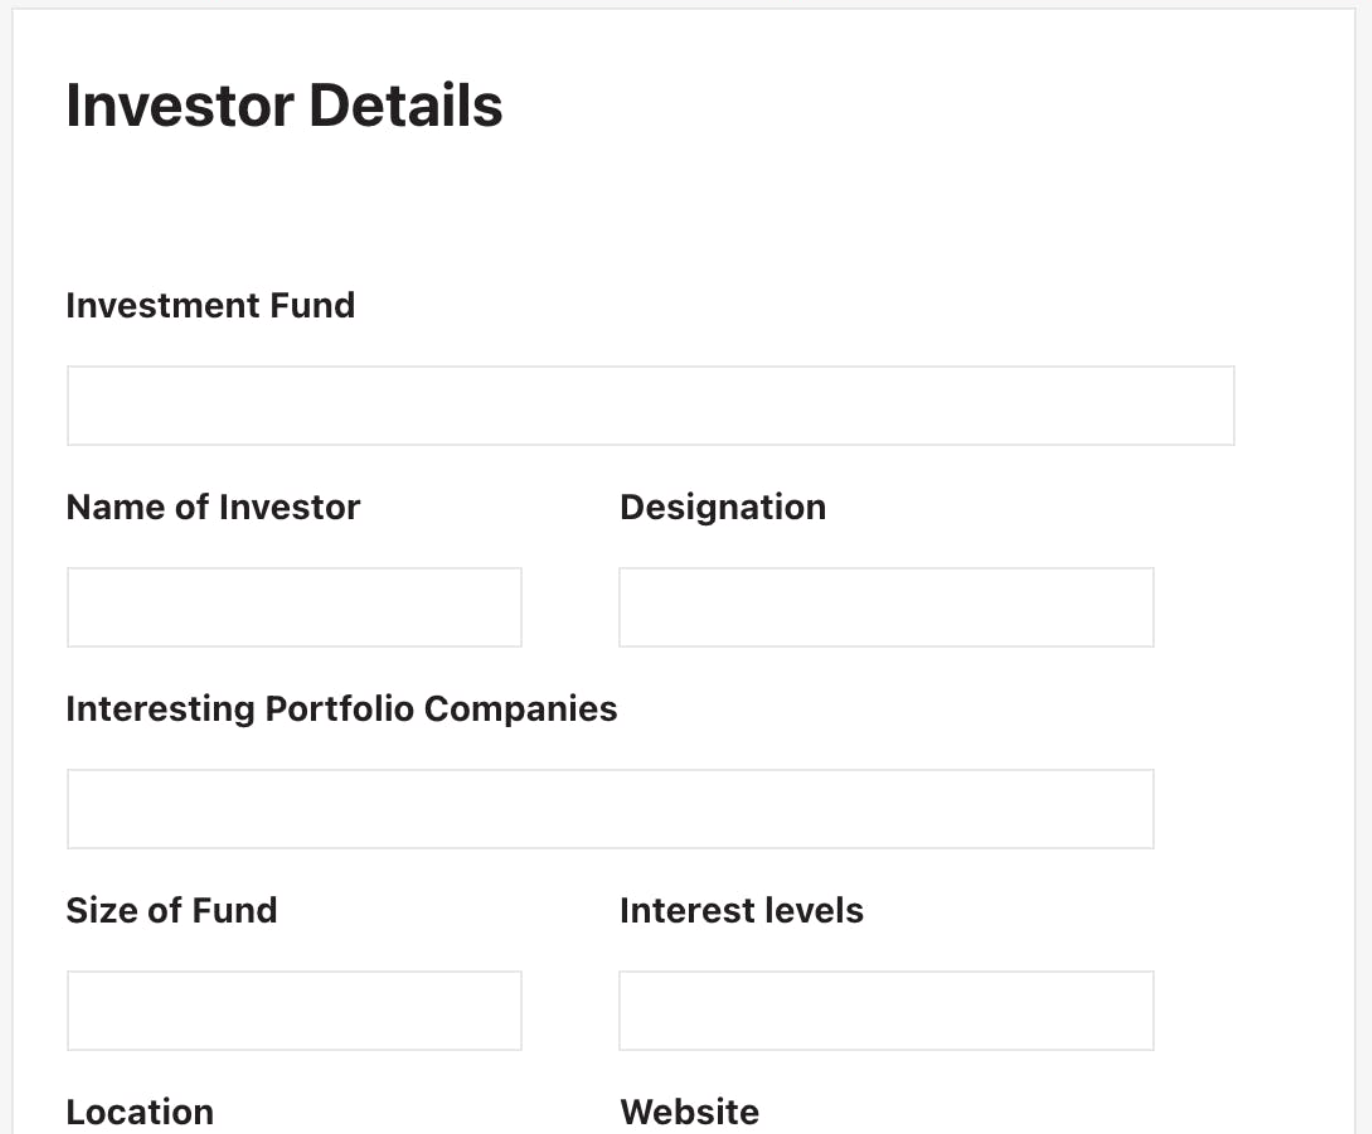 Investor Details
Investment Fund
Name of Investor
Designation
Interesting Portfolio Companies
Size of Fund
Interest levels
Location
Website